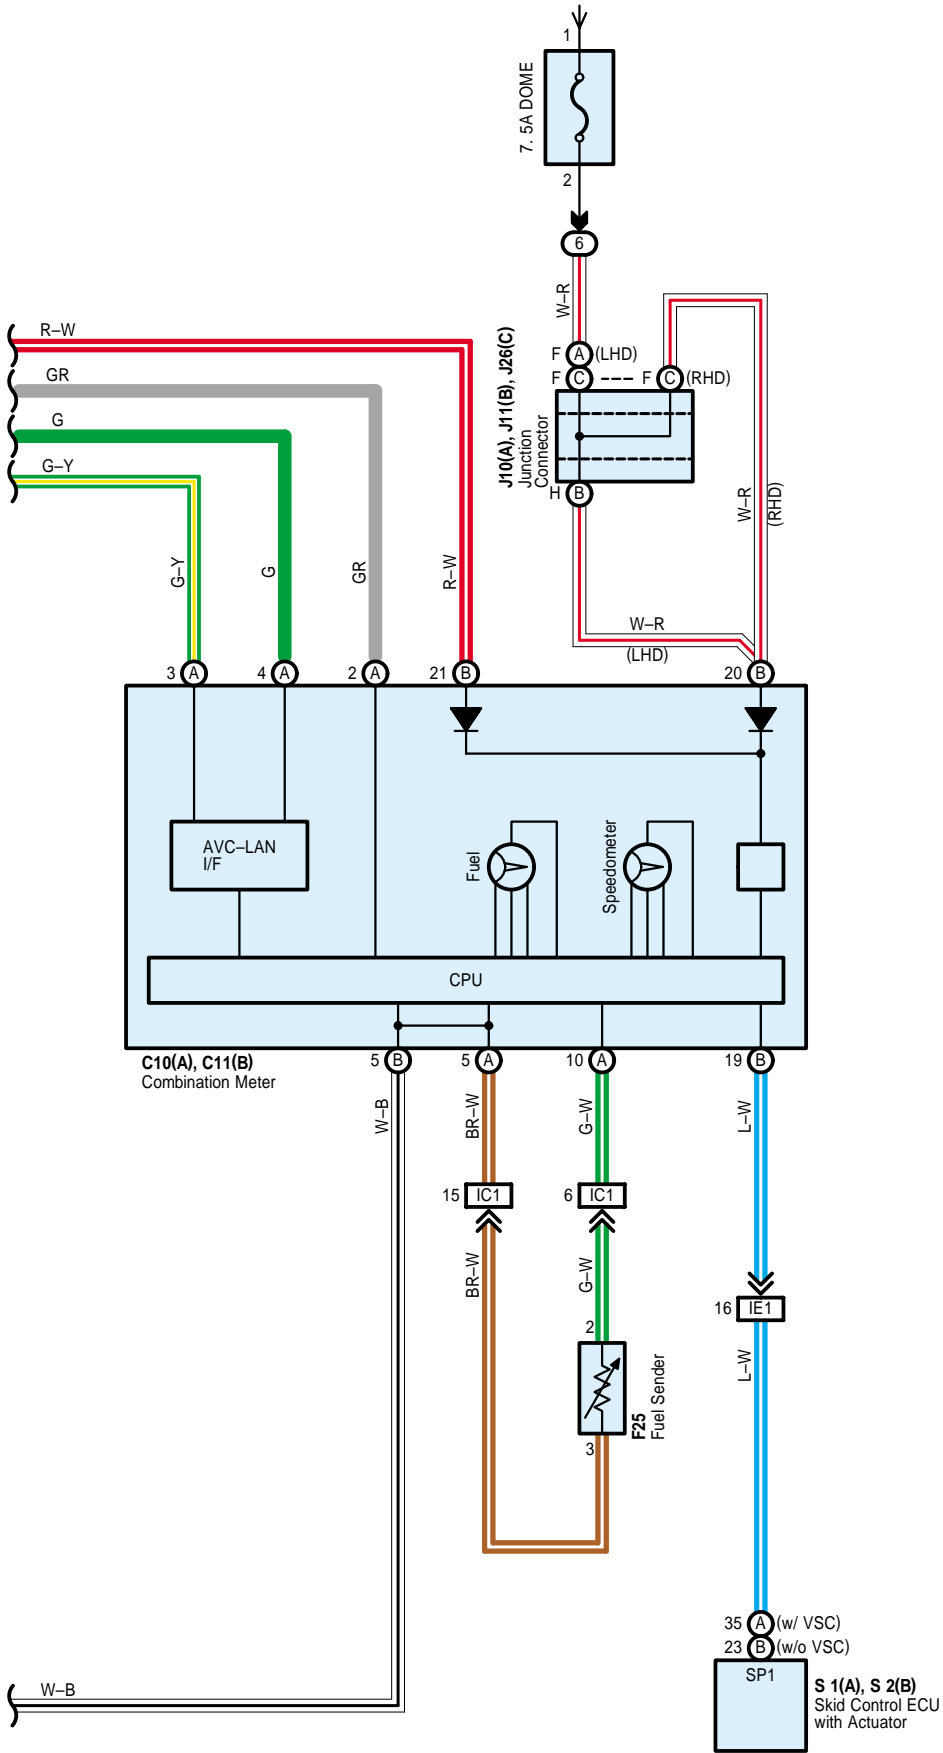 1
7. 5A DOME
2
6
W–R
F A (LHD)
F C F C (RHD)
J10(A), J11(B), J26(C)
Junction
Connector
H B
R–W
GR
G
G–Y
G–Y
G
GR
R–W
W–R
(RHD)
W–R
(LHD)
3 A
4 A
2 A
21 B
20 B
AVC–LAN
I/F
Fuel
Speedometer
CPU
C10(A), C11(B)
Combination Meter
5 B
5 A
10 A
19 B
W–B
BR–W
G–W
L–W
15 IC1
6 IC1
BR–W
G–W
16 IE1
L–W
2
F25
Fuel Sender
3
35 A (w/ VSC)
23 B (w/o VSC)
SP1
S 1(A), S 2(B)
Skid Control ECU
with Actuator
W–B